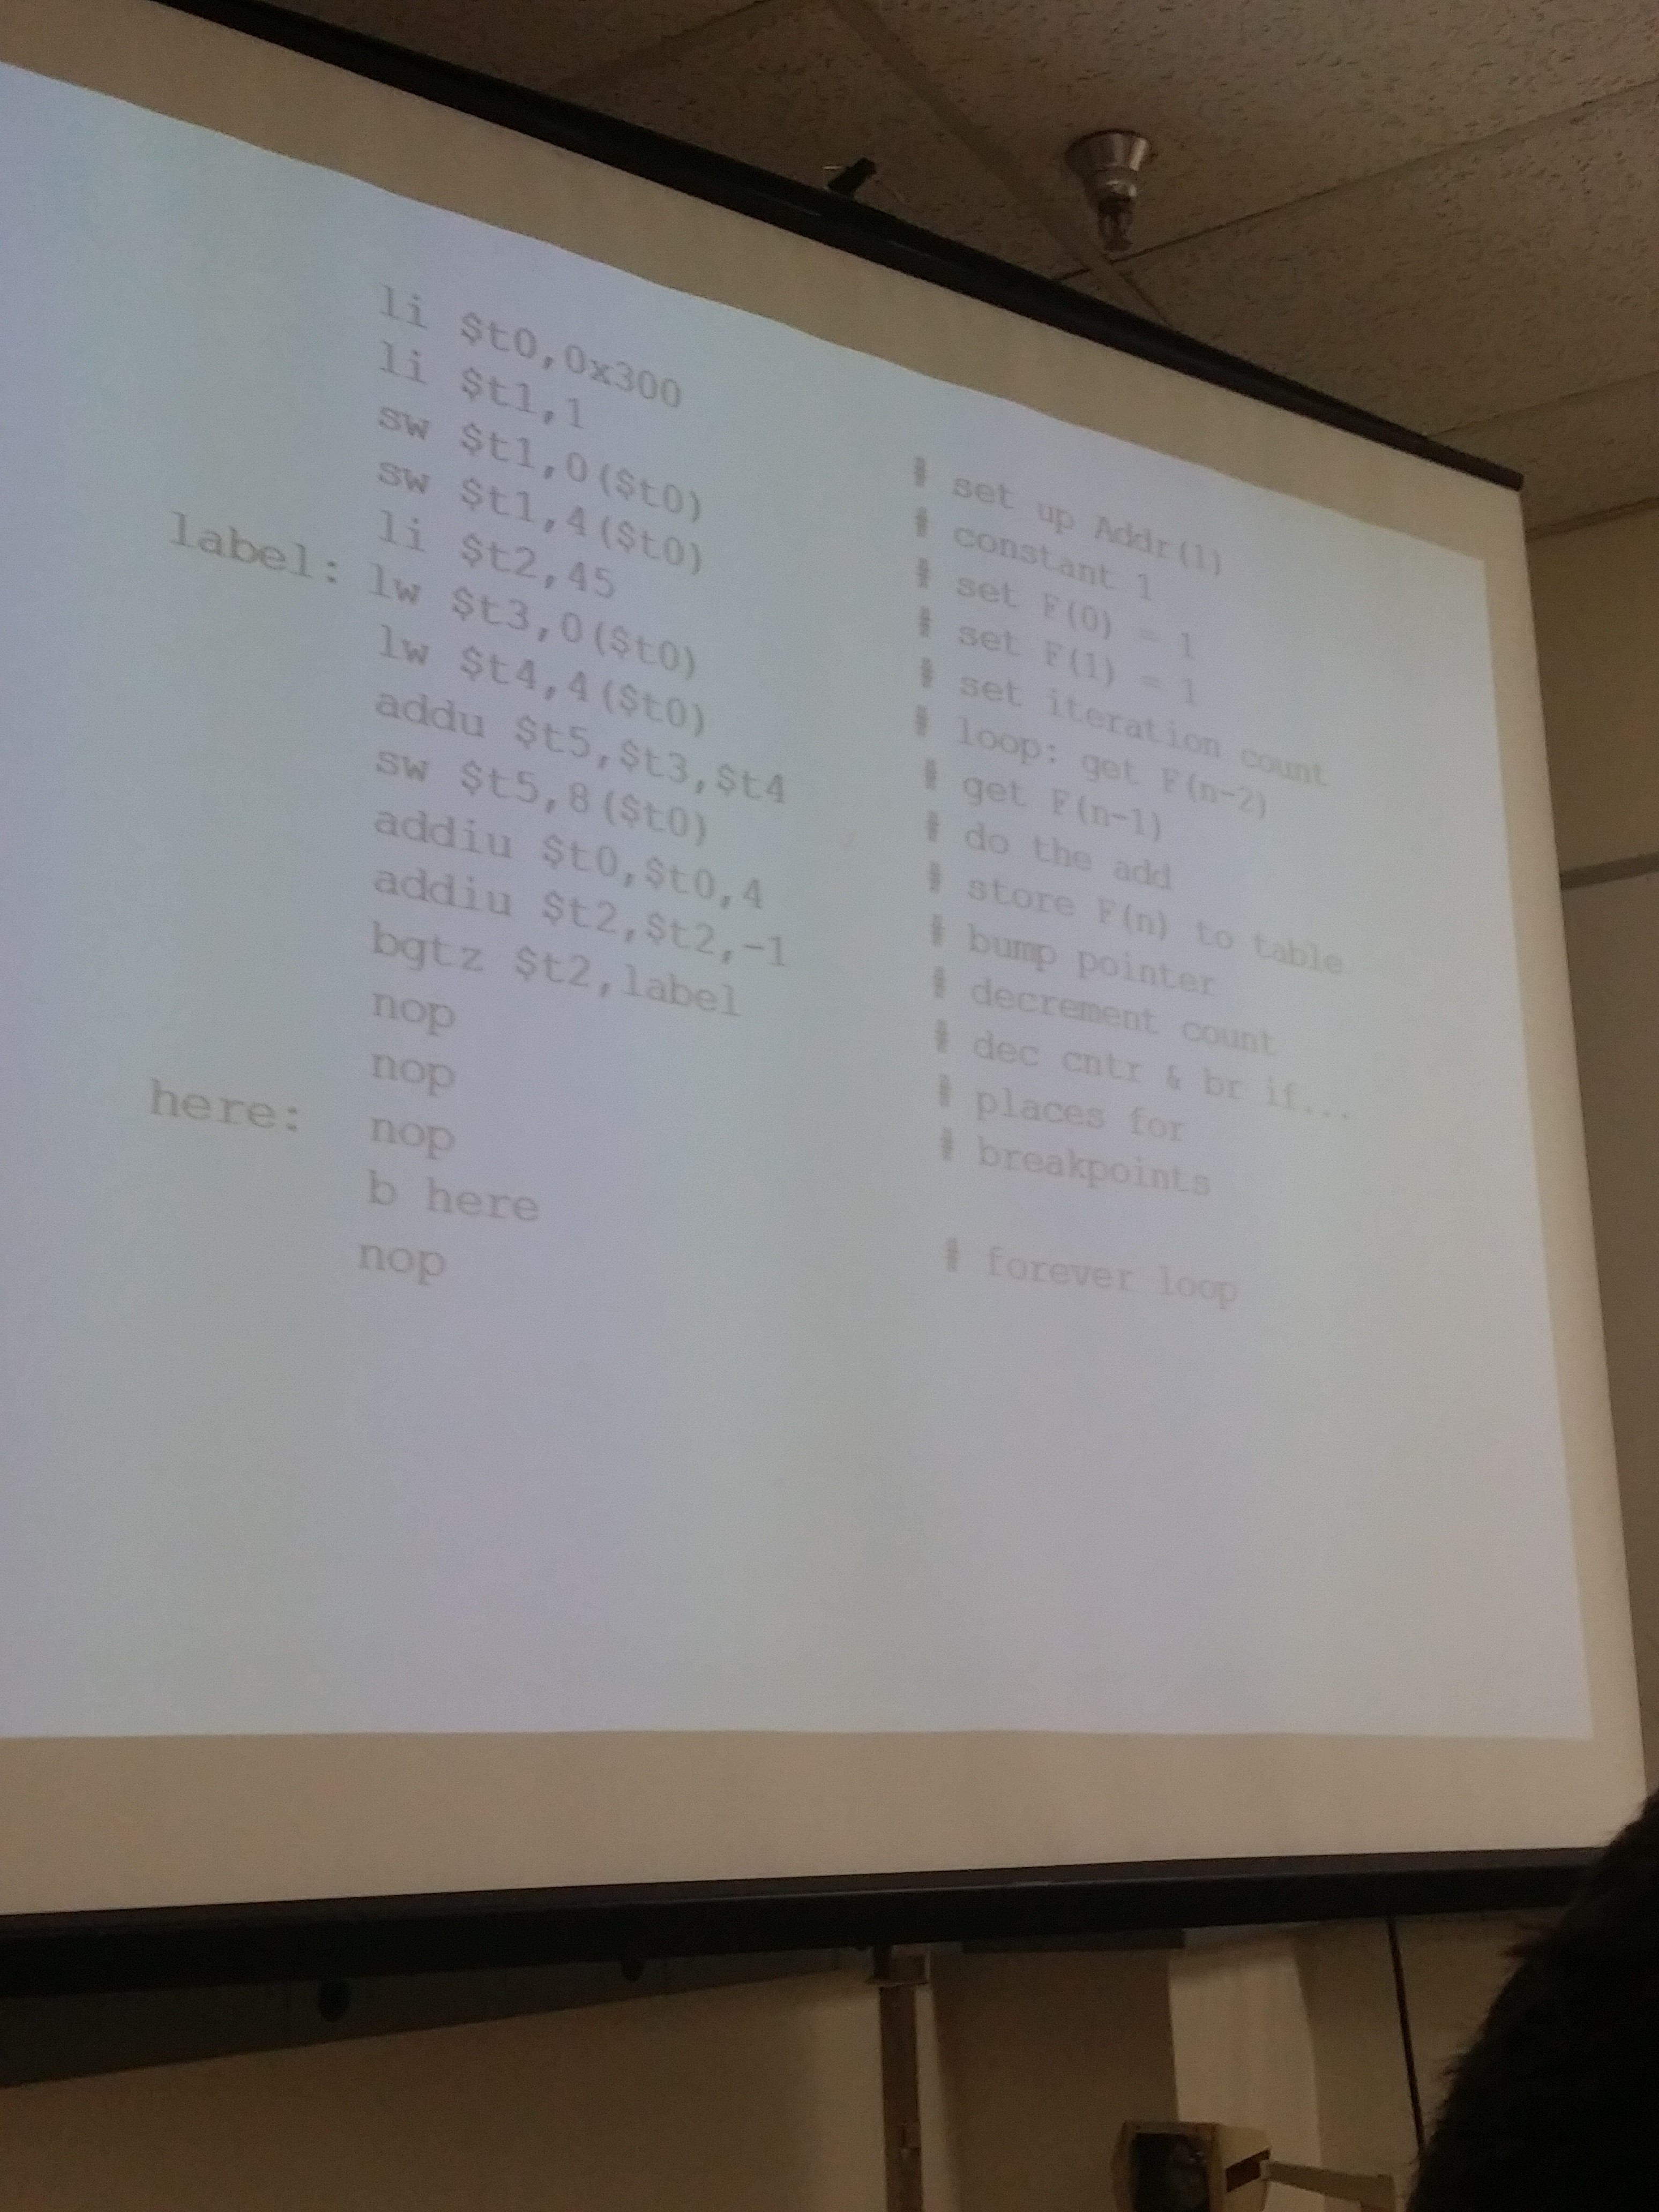 li $t0,0x300 # set up Addr(1)
li $t1,1 # constant 1
sw $t1,0($t0) # set F(0) = 1
sw $t1,4($t0) # set F(1) = 1
li $t2,45 # set iteration count
label: lw $t3,0($t0) # loop: get F(n-2)
lw $t4,4($t0) # get F(n-1)
addu $t5,$t3,$t4 # do the add
sw $t5,8($t0) # store F(n) to table
addiu $t0,$t0,4 # bump pointer
addiu $t2,$t2,-1 # decrement count
bgtz $t2,label # dec cntr & br if...
nop # places for
nop # breakpoints
here: nop
b here # forever loop
nop